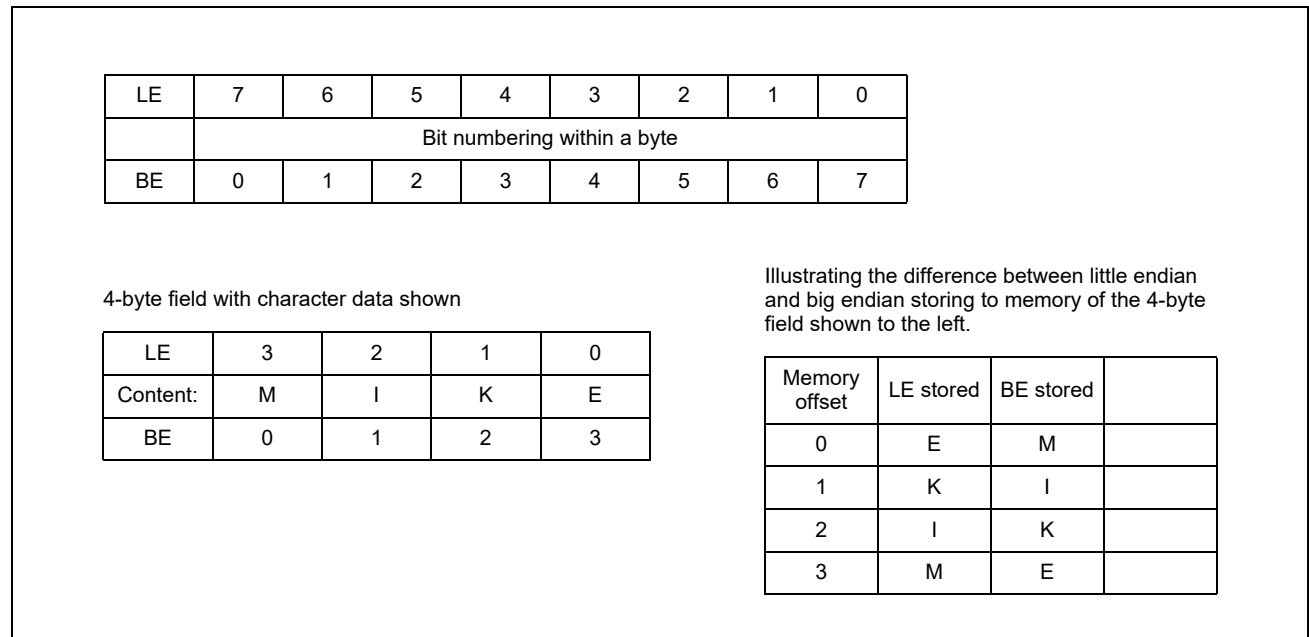 LE 7 6 5 4 3 2 1 0
Bit numbering within a byte
BE 0 1 2 3 4 5 6 7
4-byte field with character data shown
LE 3 2 1 0
Content: M I K E
BE 0 1 2 3
Illustrating the difference between little endian
and big endian storing to memory of the 4-byte
field shown to the left.
Memory
offset LE stored BE stored
0 E M
1 K I
2 I K
3 M E